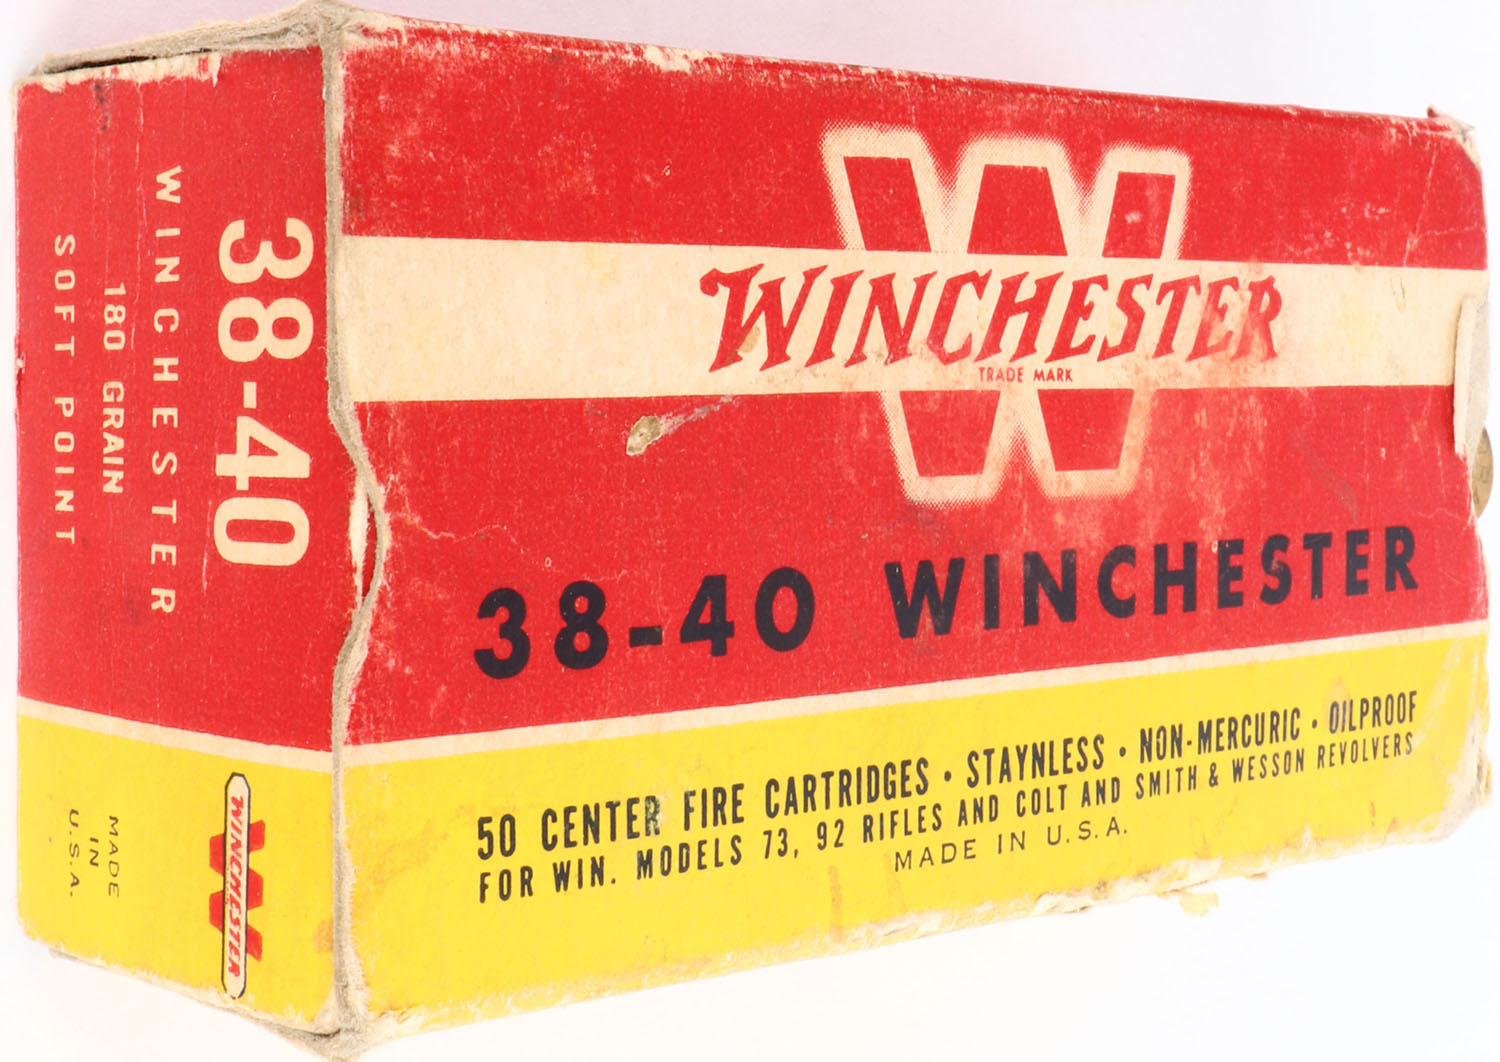 WINCHESTER
TRADE MARK
38-40 WINCHESTER
50 CENTER FIRE CARTRIDGES • STAYNLESS • NON-MERCURIC • OILPROOF
FOR WIN. MODELS 73, 92 RIFLES AND COLT AND SMITH & WESSON REVOLVERS
MADE IN U.S.A.
38-40
WINCHESTER
180 GRAIN
SOFT POINT
WINCHESTER
MADE
IN
U.S.A.